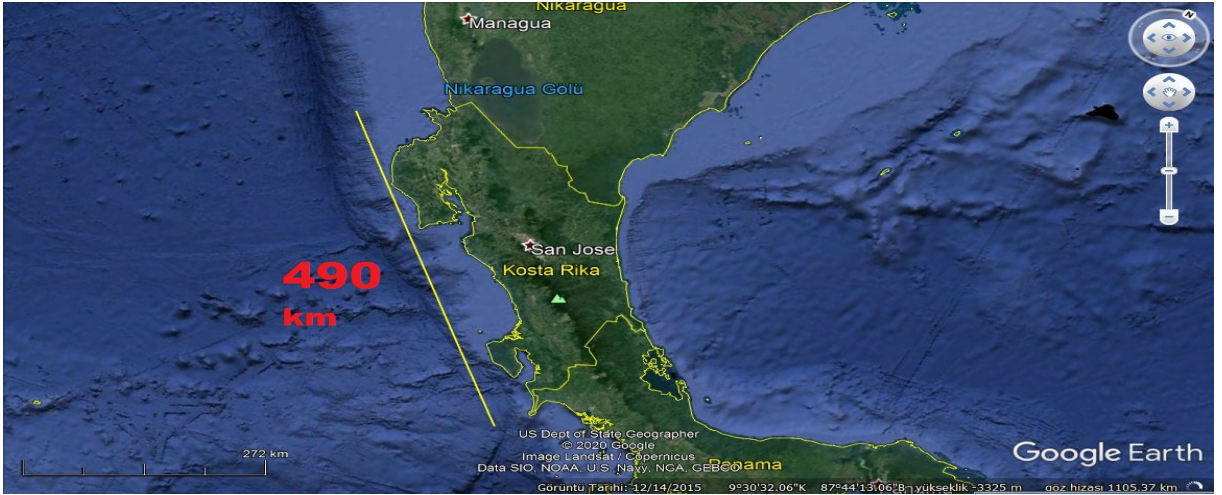 Nikaragua
Managua
N
Nikaragua Gölü
San Jose
Kosta Rika
490
km
US Dept of State Geographer
© 2020 Google
Image Landsat / Copernicus
Data SIO, NOAA, U.S. Navy, NGA, GEBCO
Panama
Google Earth
272 km
Görüntü Tarihi: 12/14/2015 9°30'32.06"K 87°44'13.06"B yükseklik -3325 m göz hizası 1105.37 km